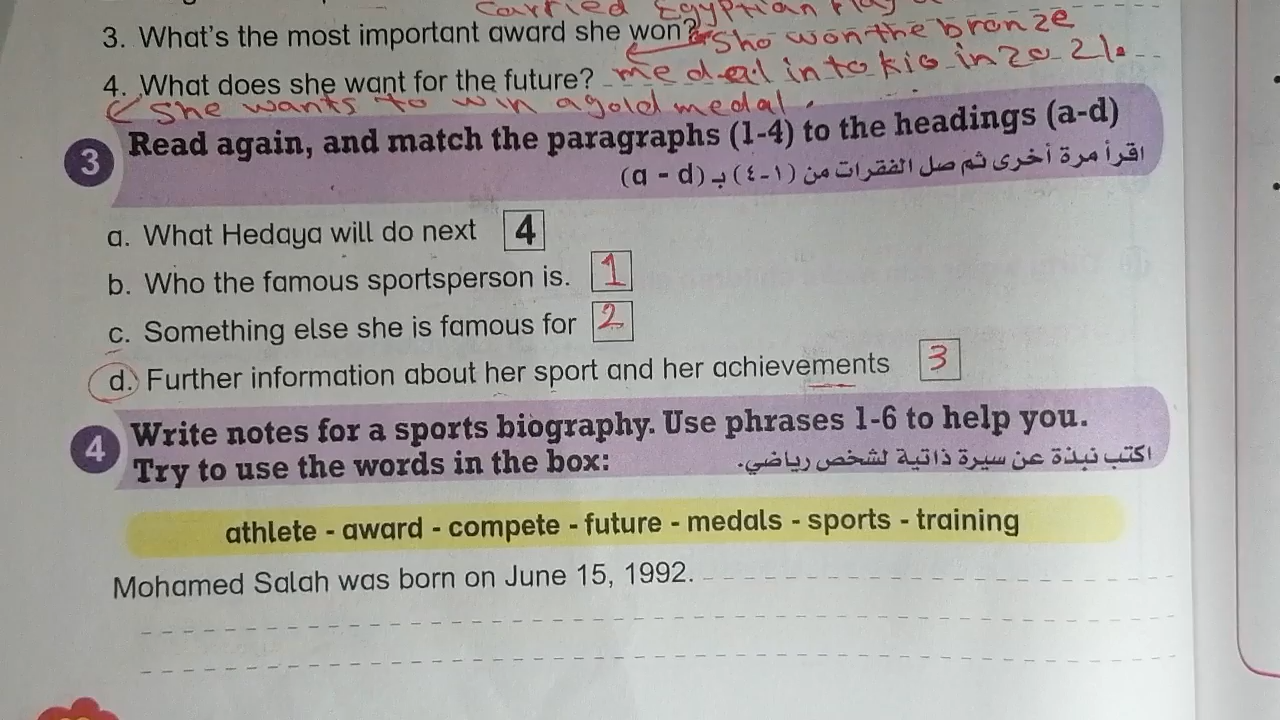 carried Egyptian
3. What's the most important award she won? She won the bronze
4. What does she want for the future? medal in tokio in 2021.
She wants to win a gold medal.
3 Read again, and match the paragraphs (1-4) to the headings (a-d)
اقرأ مرة أخرى ثم صل الفقرات من (١-٤) بـ (a - d)
a. What Hedaya will do next 4
b. Who the famous sportsperson is. 1
c. Something else she is famous for 2
d. Further information about her sport and her achievements 3
4 Write notes for a sports biography. Use phrases 1-6 to help you.
Try to use the words in the box: اكتب نبذة عن سيرة ذاتية لشخص رياضي.
athlete - award - compete - future - medals - sports - training
Mohamed Salah was born on June 15, 1992.